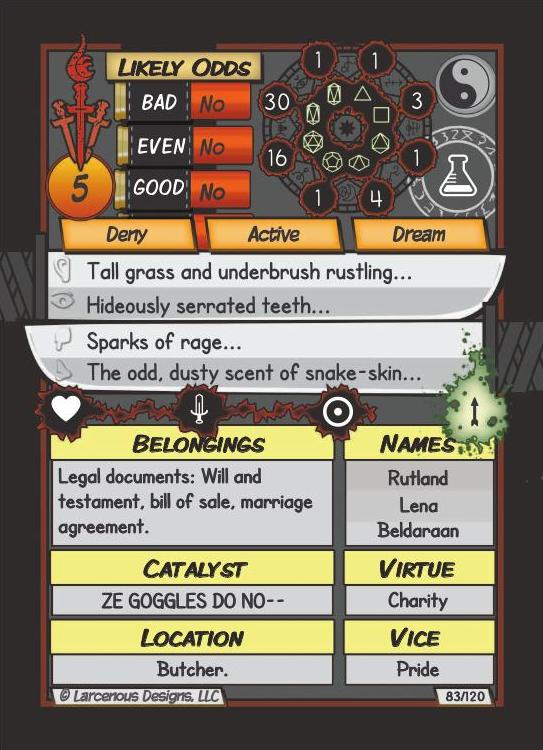 LIKELY ODDS
BAD No
EVEN No
GOOD No
5
1 1
30 3
16 1
1 4
Deny Active Dream
Tall grass and underbrush rustling...
Hideously serrated teeth...
Sparks of rage...
The odd, dusty scent of snake-skin...
BELONGINGS
Legal documents: Will and
testament, bill of sale, marriage
agreement.
NAMES
Rutland
Lena
Beldaraan
CATALYST
ZE GOGGLES DO NO--
VIRTUE
Charity
LOCATION
Butcher.
VICE
Pride
© Larcenous Designs, LLC
83/120